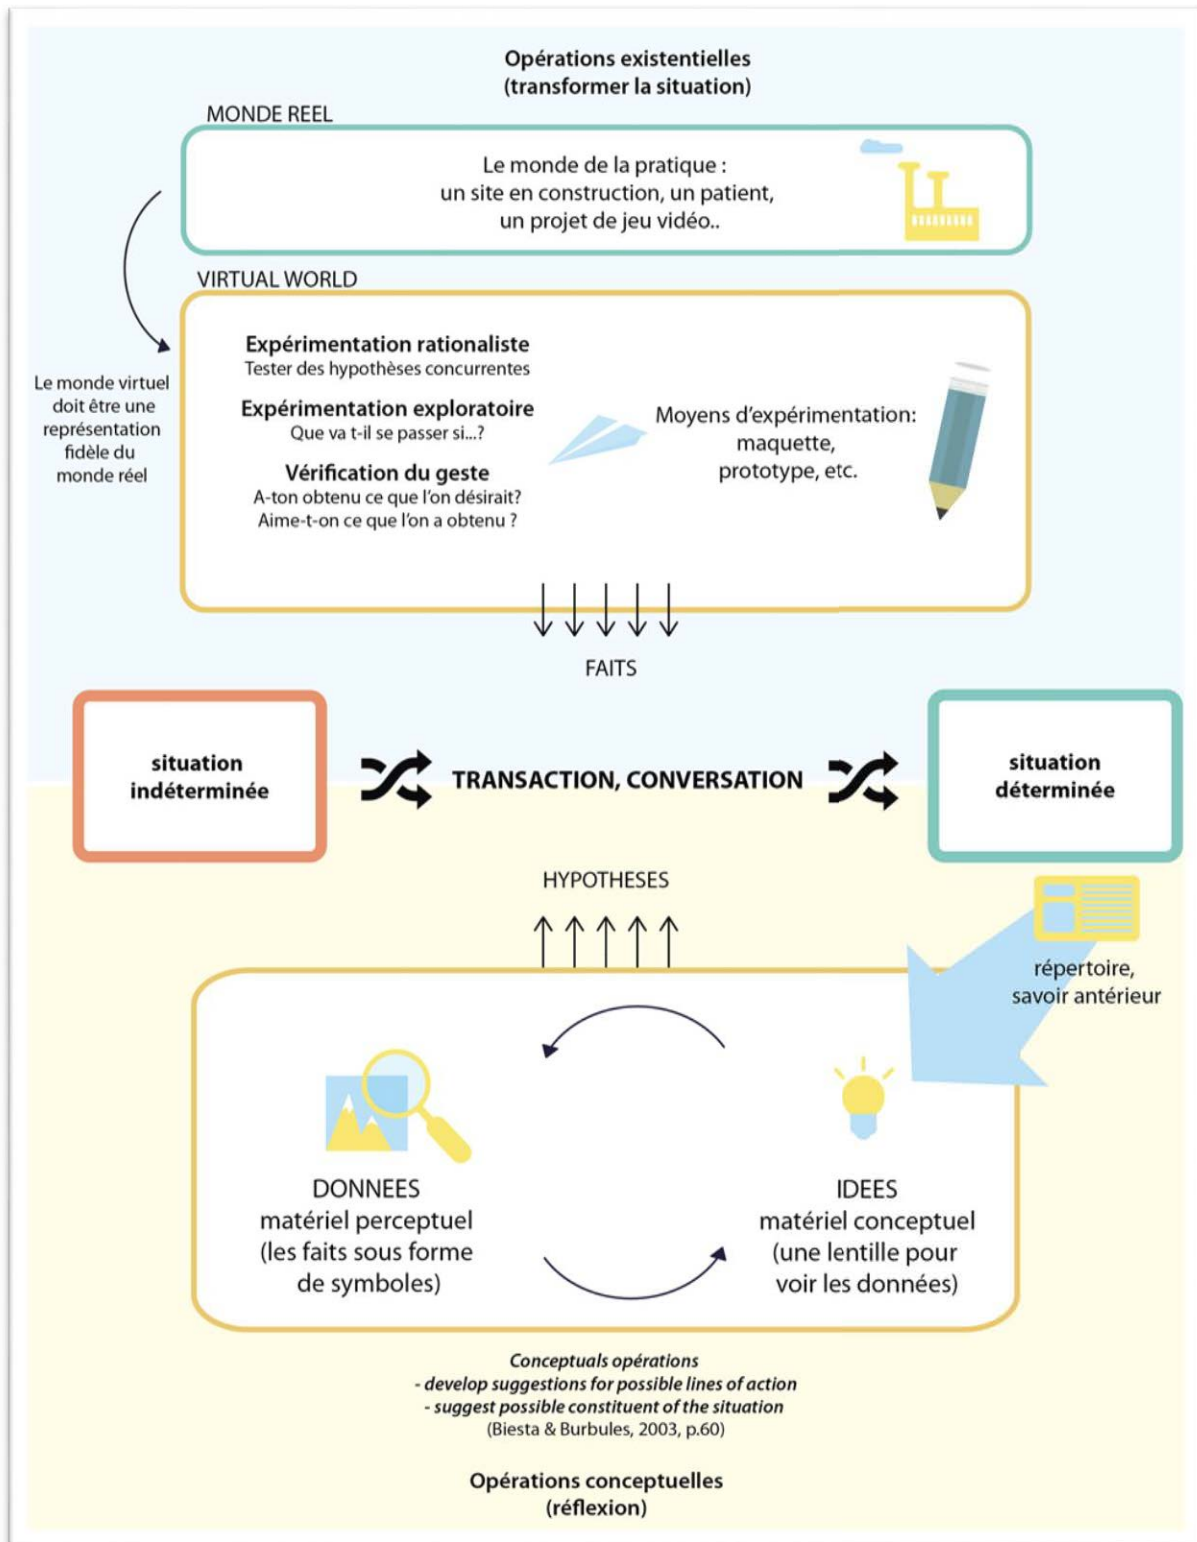 Opérations existentielles
(transformer la situation)
MONDE REEL
Le monde de la pratique :
un site en construction, un patient,
un projet de jeu vidéo..
VIRTUAL WORLD
Le monde virtuel
doit être une
représentation
fidèle du
monde réel
Expérimentation rationaliste
Tester des hypothèses concurrentes
Expérimentation exploratoire
Que va t-il se passer si...?
Vérification du geste
A-ton obtenu ce que l'on désirait?
Aime-t-on ce que l'on a obtenu ?
Moyens d'expérimentation:
maquette,
prototype, etc.
FAITS
situation
indéterminée
TRANSACTION, CONVERSATION
situation
déterminée
HYPOTHESES
répertoire,
savoir antérieur
DONNEES
matériel perceptuel
(les faits sous forme
de symboles)
IDEES
matériel conceptuel
(une lentille pour
voir les données)
Conceptuals opérations
- develop suggestions for possible lines of action
- suggest possible constituent of the situation
(Biesta & Burbules, 2003, p.60)
Opérations conceptuelles
(réflexion)